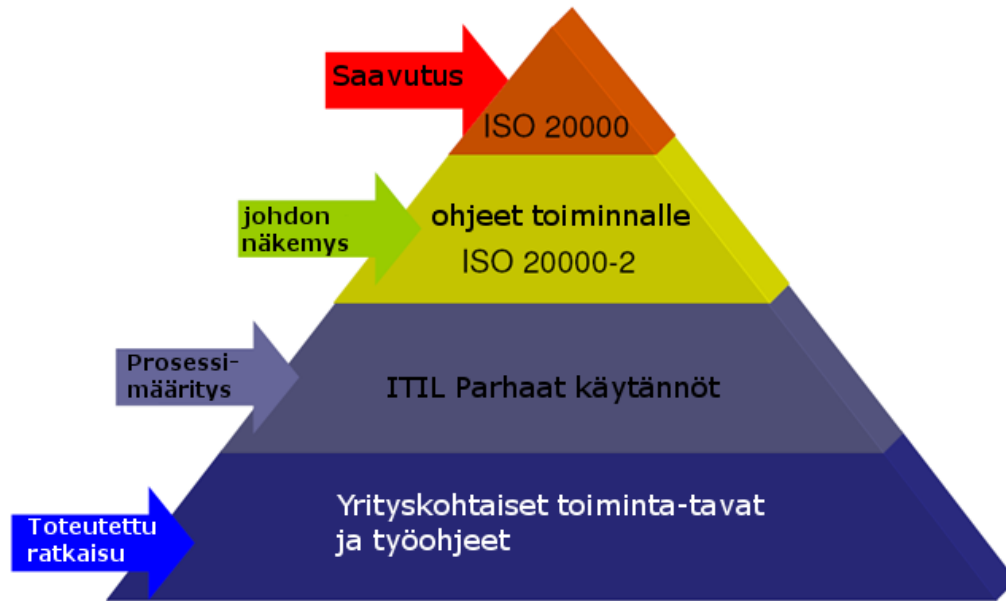 Saavutus
ISO 20000
johdon
näkemys
ohjeet toiminnalle
ISO 20000-2
Prosessi-
määritys
ITIL Parhaat käytännöt
Toteutettu
ratkaisu
Yrityskohtaiset toiminta-tavat
ja työohjeet